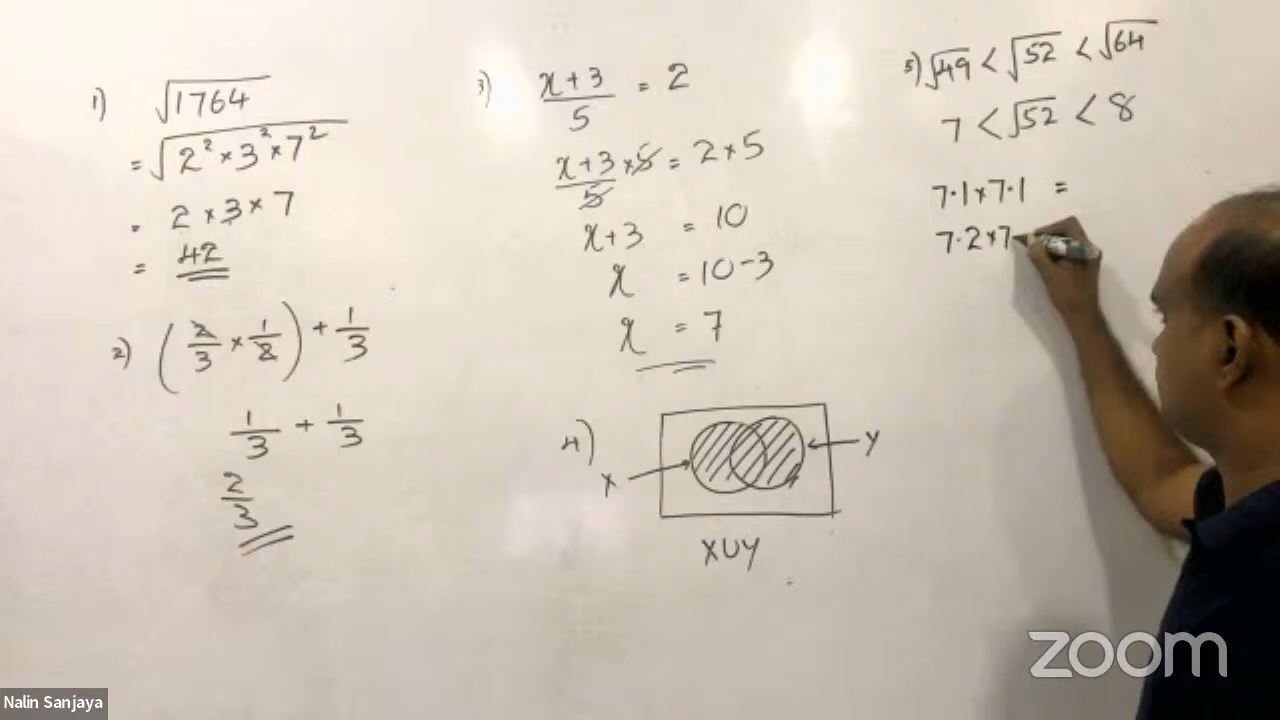 1) √1764
= √2² × 3² × 7²
= 2 × 3 × 7
= 42
2) (2/3 × 1/2) + 1/3
1/3 + 1/3
2/3
3) x+3/5 = 2
x+3/5 × 5 = 2 × 5
x+3 = 10
x = 10 - 3
x = 7
4)
X
Y
X∪Y
5) √49 < √52 < √64
7 < √52 < 8
7·1 × 7·1 =
7·2 × 7
zoom
Nalin Sanjaya